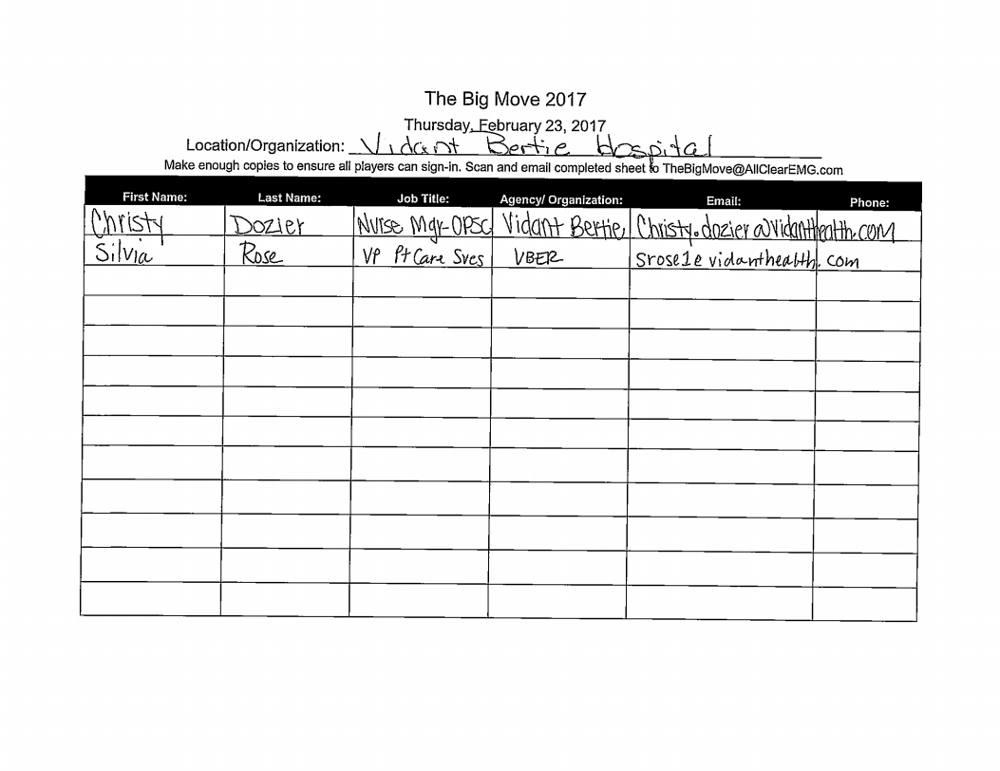 The Big Move 2017
Thursday, February 23, 2017
Location/Organization: Vidant Bertie Hospital
Make enough copies to ensure all players can sign-in. Scan and email completed sheet to TheBigMove@AllClearEMG.com
First Name: Last Name: Job Title: Agency/ Organization: Email: Phone:
Christy Dozier Nurse Mgr-OPSC Vidant Bertie, Christy.dozier@vidanthealth.com
Silvia Rose VP Pt Care Svcs VBER srose1e vidanthealth.com